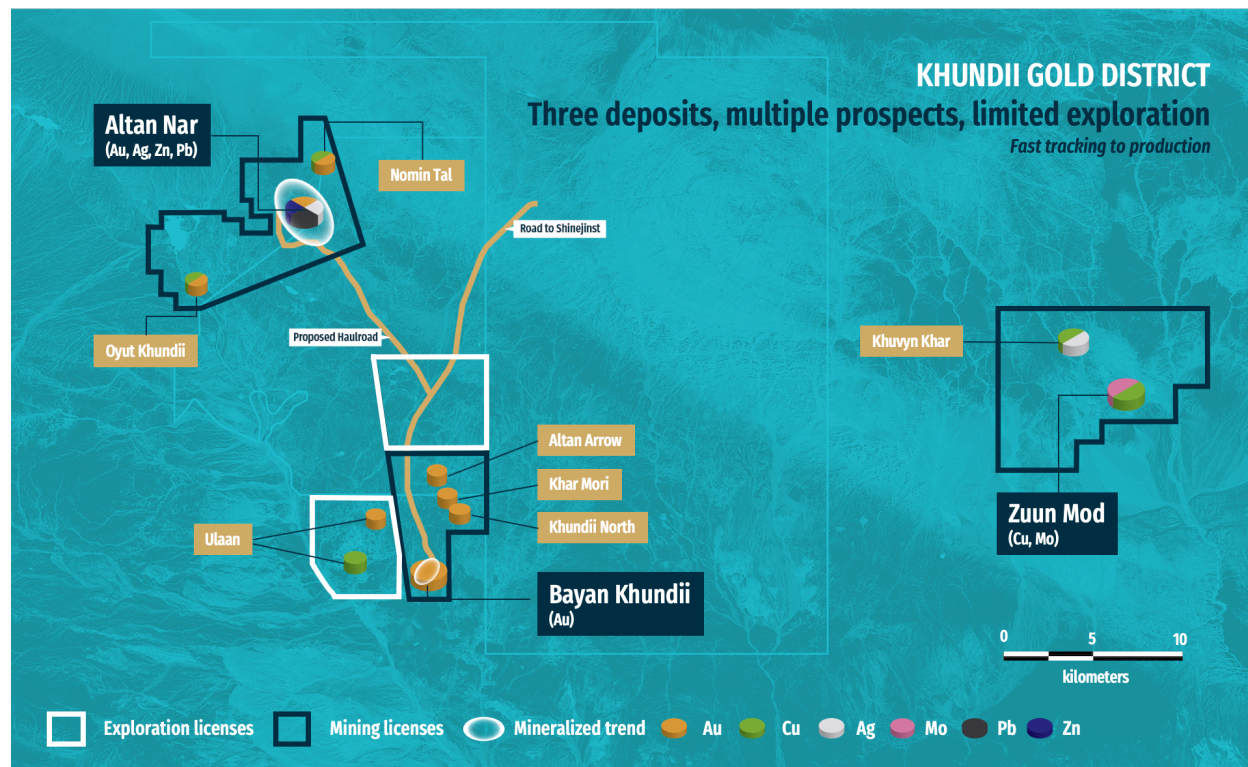 KHUNDII GOLD DISTRICT
Three deposits, multiple prospects, limited exploration
Fast tracking to production
Altan Nar
(Au, Ag, Zn, Pb)
Nomin Tal
Road to Shinejinst
Proposed Haulroad
Oyut Khundii
Khuvyn Khar
Altan Arrow
Khar Mori
Khundii North
Ulaan
Zuun Mod
(Cu, Mo)
Bayan Khundii
(Au)
0 5 10
kilometers
Exploration licenses Mining licenses Mineralized trend Au Cu Ag Mo Pb Zn